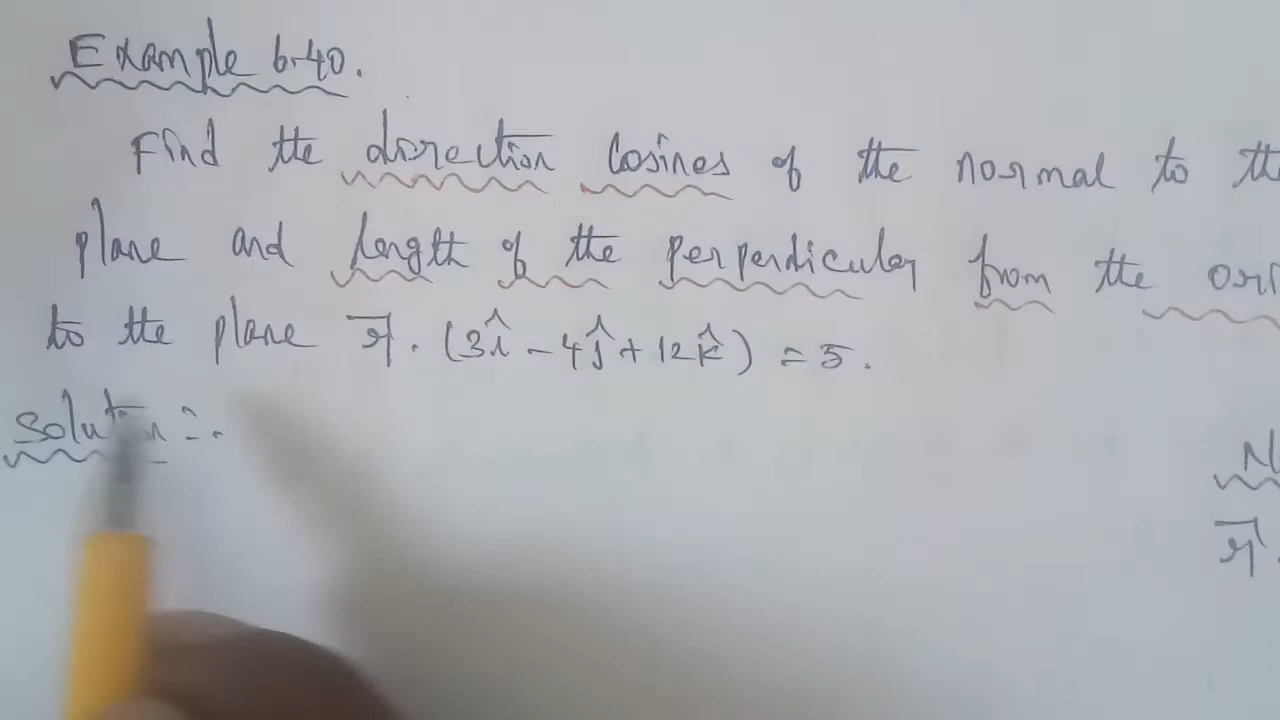 Example 6.40.
Find the direction cosines of the normal to th
plane and length of the perpendicular from the ori
to the plane r⃗. (3î - 4ĵ + 12k̂) = 5.
Solution :-
r⃗.